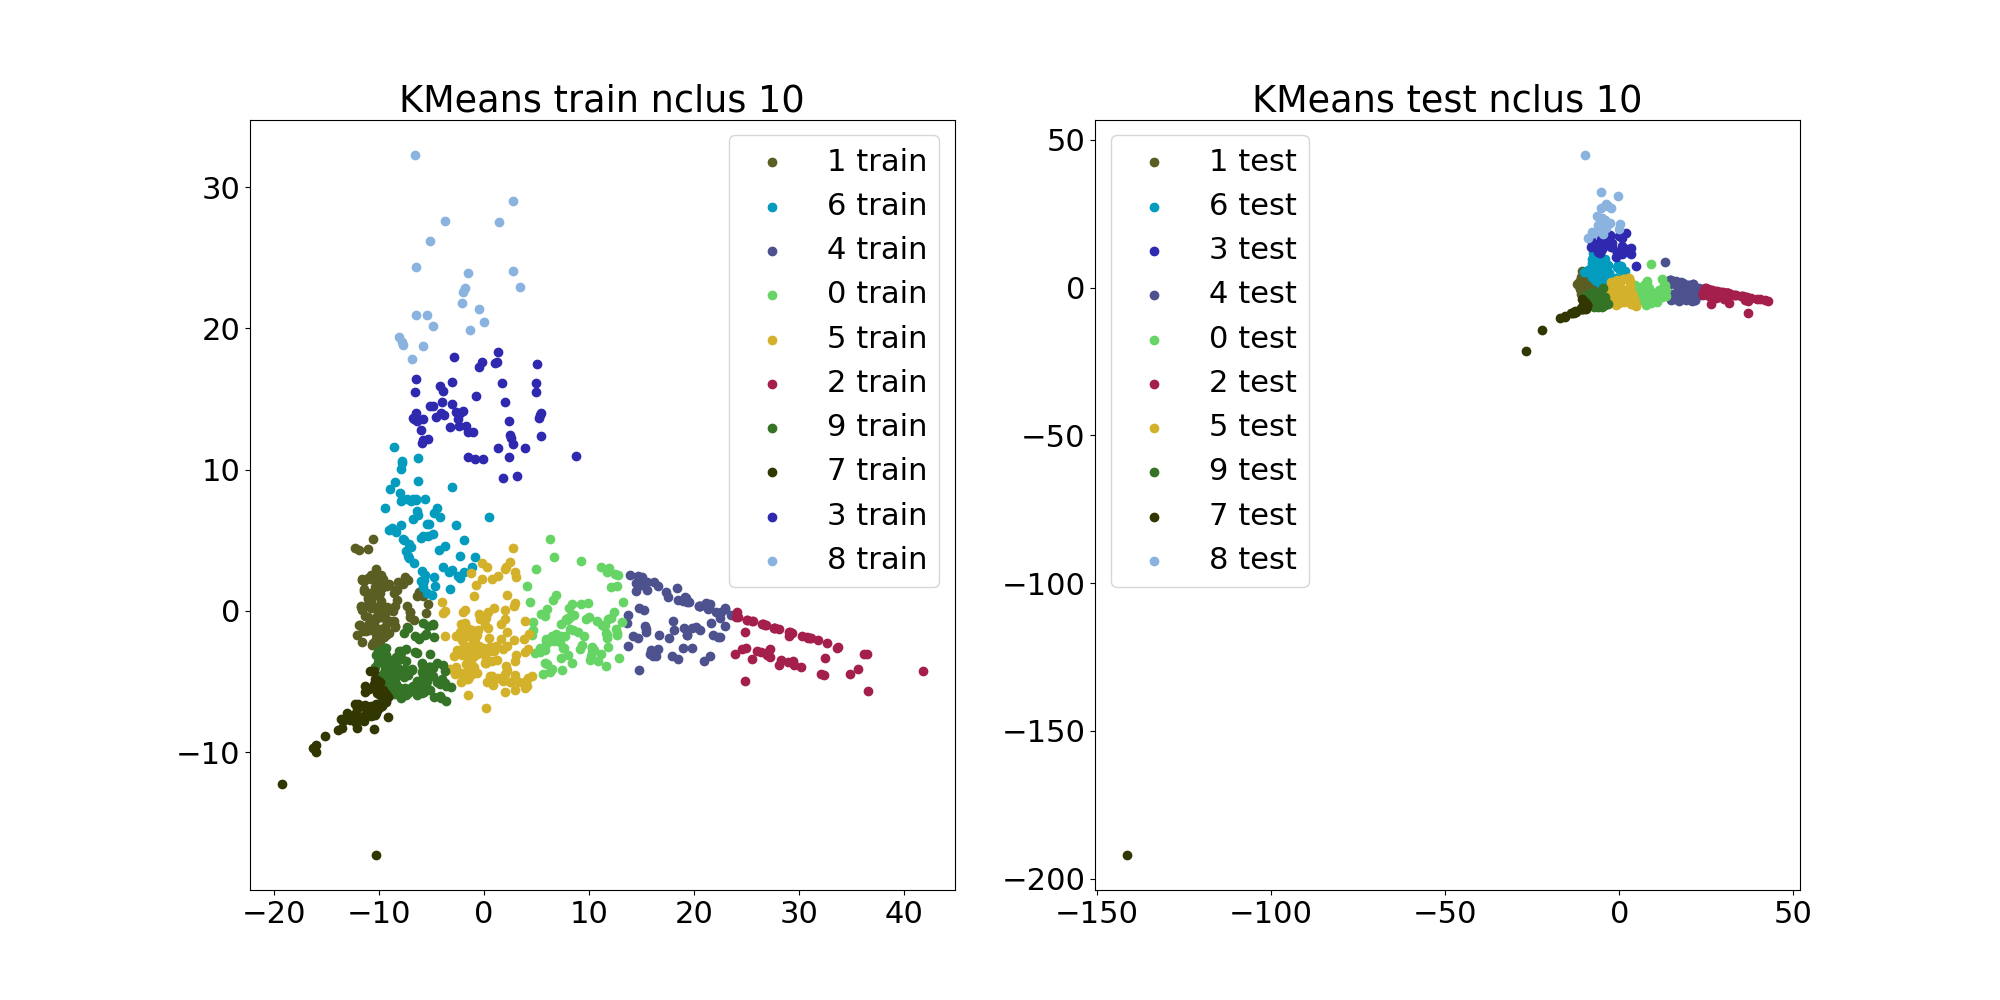 KMeans train nclus 10
30
20
10
0
−10
−20
−10
0
10
20
30
40
1 train
6 train
4 train
0 train
5 train
2 train
9 train
7 train
3 train
8 train
KMeans test nclus 10
50
0
−50
−100
−150
−200
−150
−100
−50
0
50
1 test
6 test
3 test
4 test
0 test
2 test
5 test
9 test
7 test
8 test